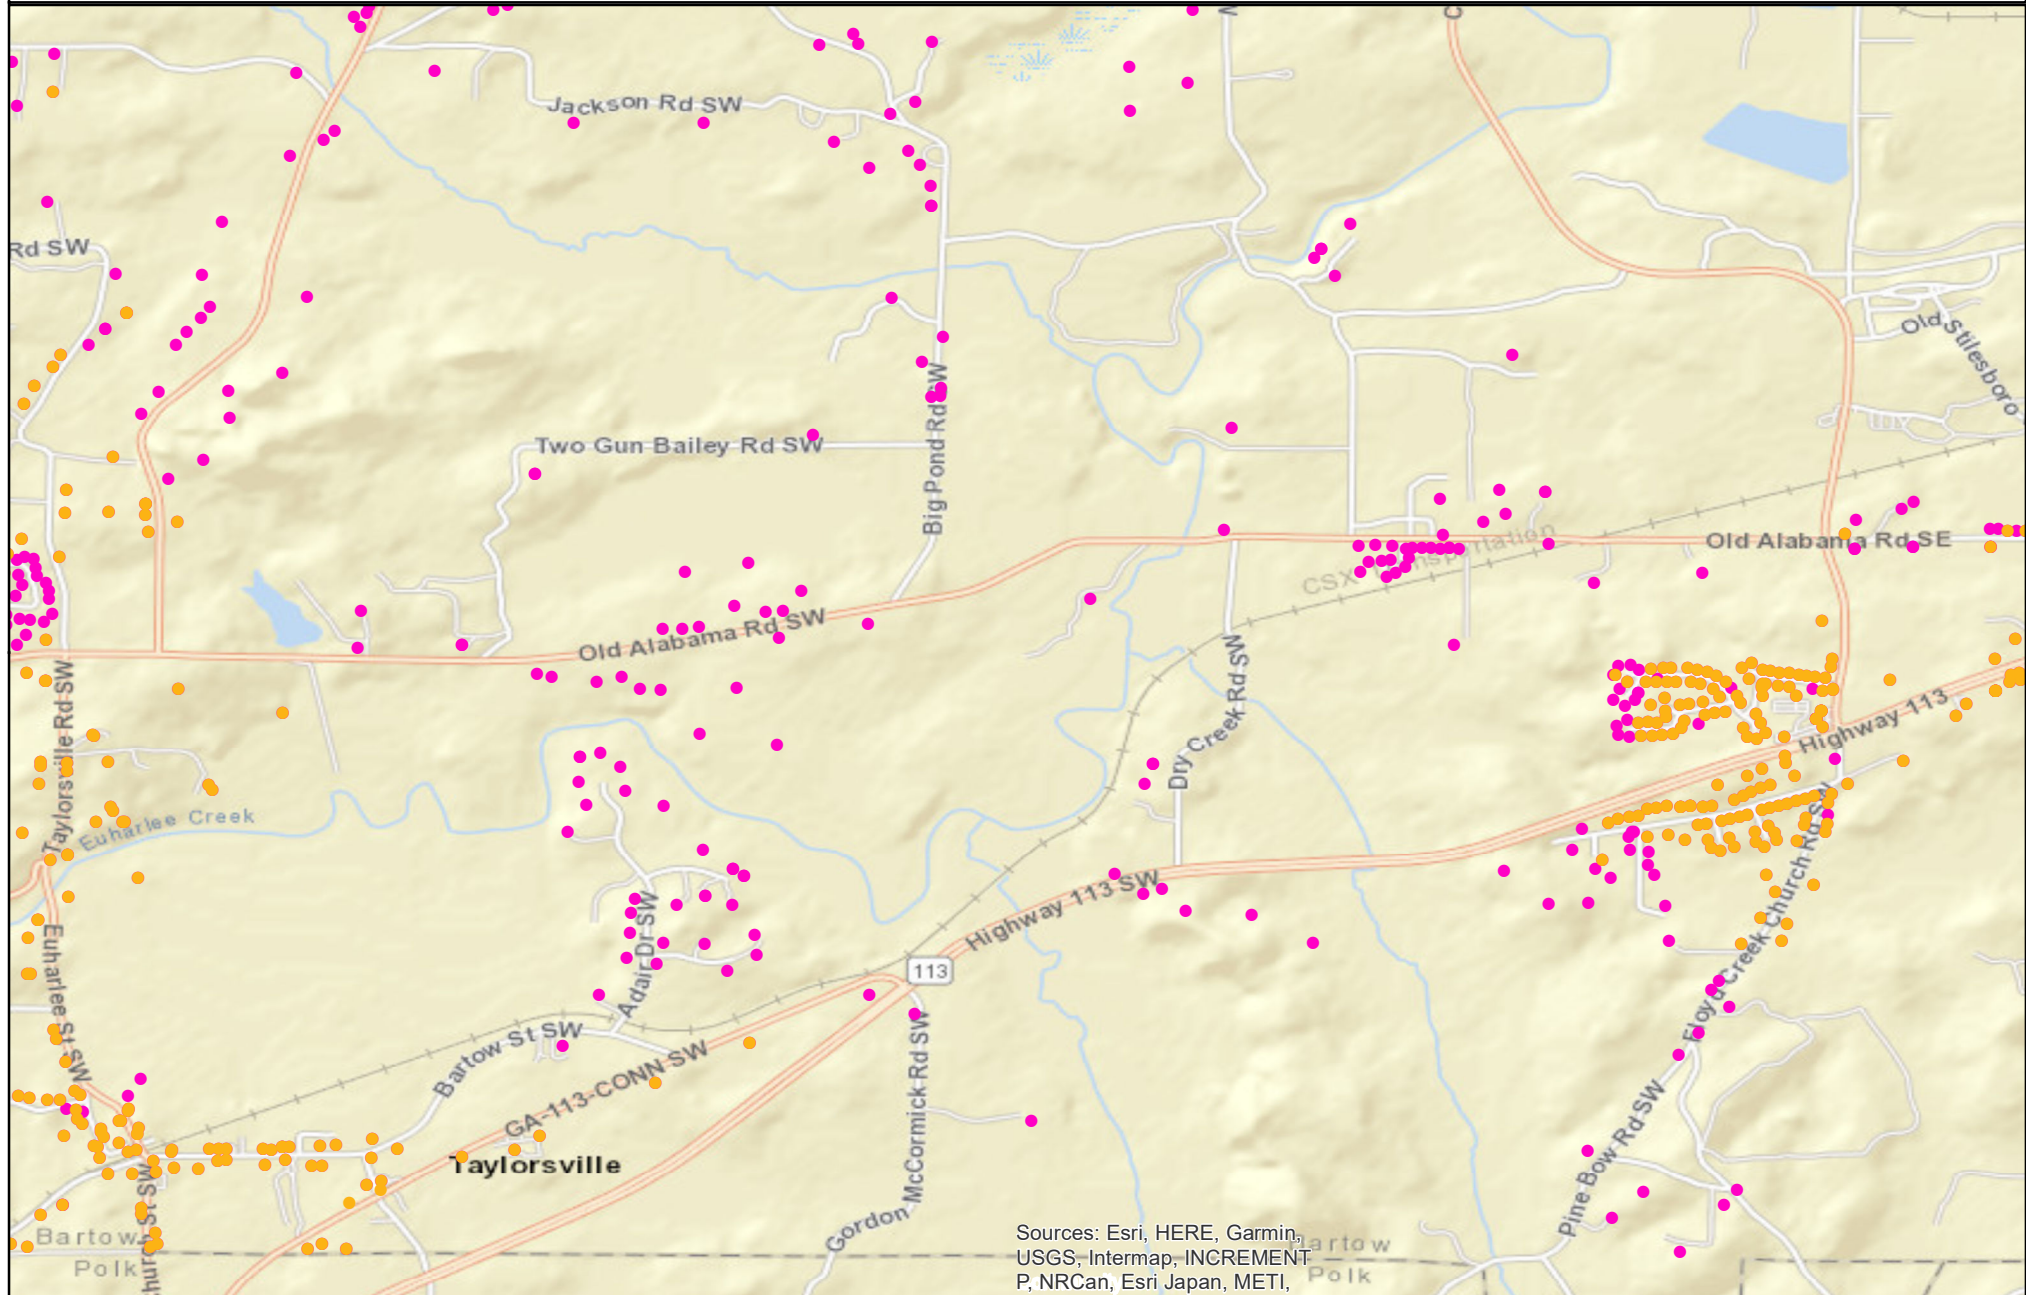 Jackson Rd SW
Rd SW
Old Stilesboro
Two Gun Bailey Rd SW
Big Pond Rd SW
CSX Transportation
Old Alabama Rd SE
Old Alabama Rd SW
Taylorsville Rd SW
Dry Creek Rd SW
Highway 113
Euharlee Creek
Euharlee St SW
Adair Dr SW
Highway 113 SW
113
Floyd Creek Church Rd SW
Bartow St SW
GA-113-CONN SW
Gordon McCormick Rd SW
Pine Bow Rd SW
Taylorsville
Church St SW
Bartow
Polk
Sources: Esri, HERE, Garmin,
USGS, Intermap, INCREMENT
P, NRCan, Esri Japan, METI,
Bartow
Polk